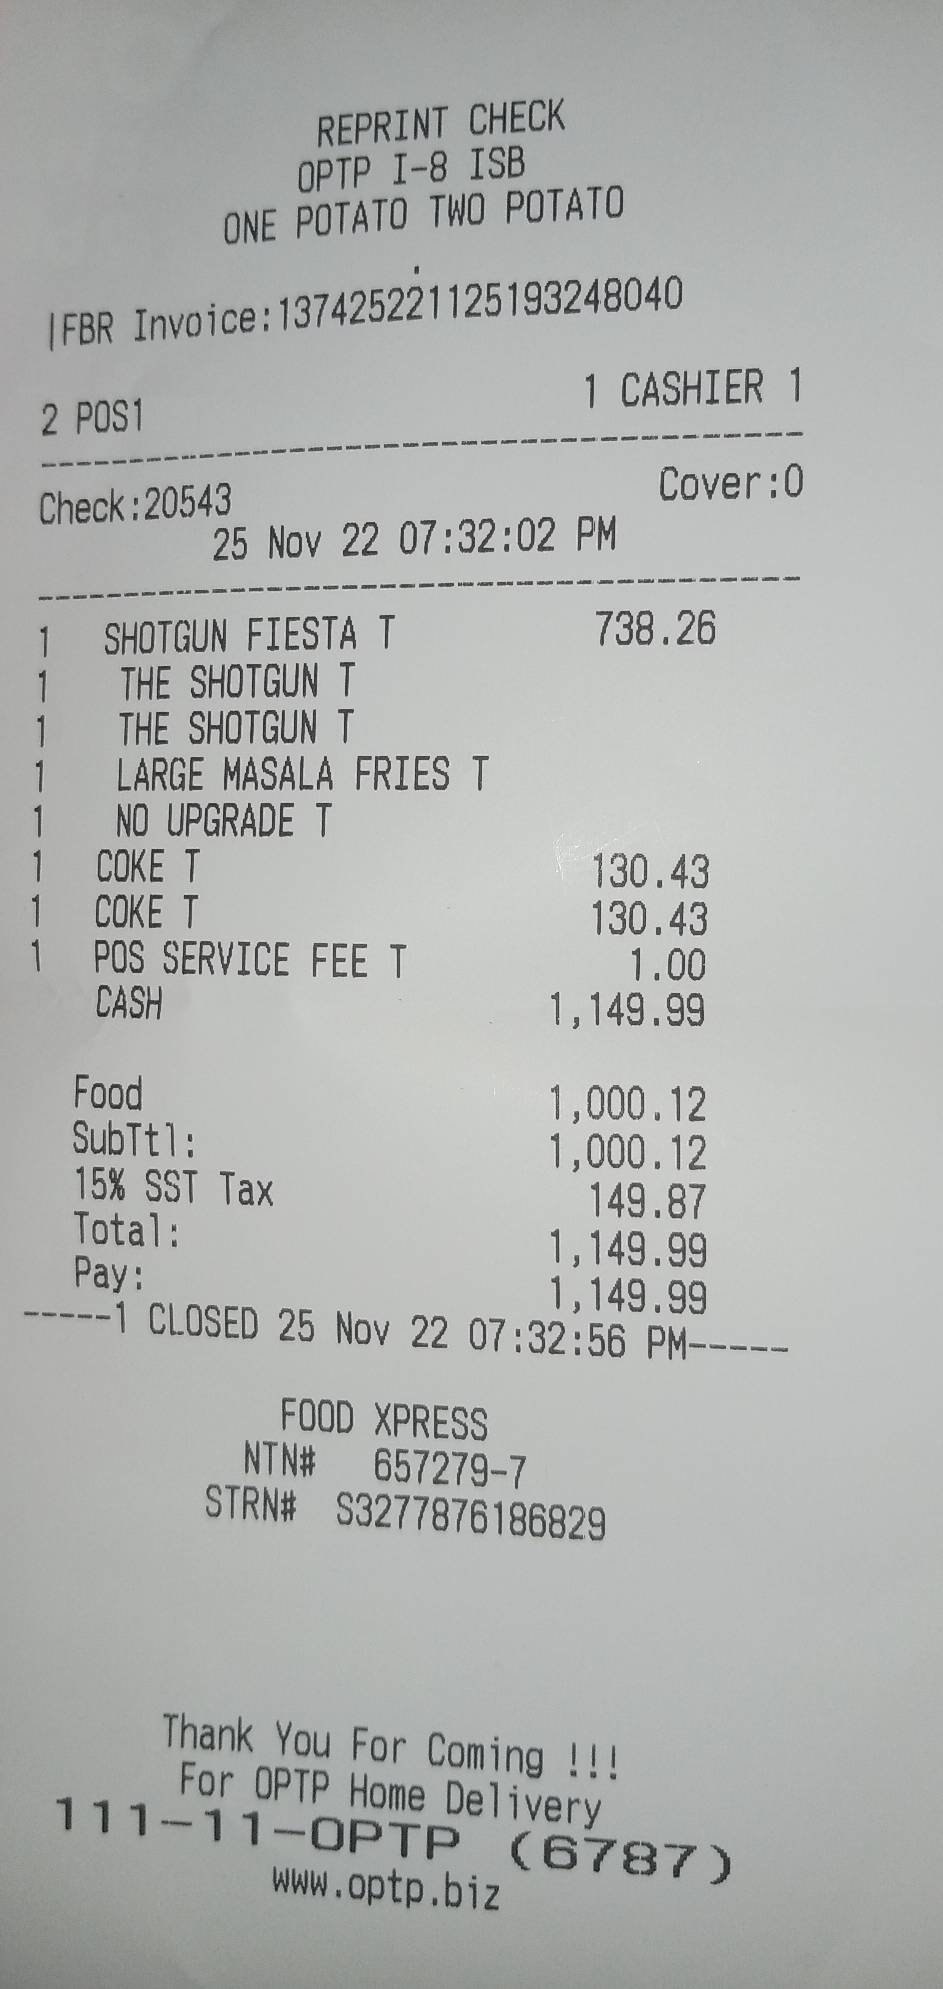 REPRINT CHECK
OPTP I-8 ISB
ONE POTATO TWO POTATO
|FBR Invoice:137425221125193248040
2 POS1 1 CASHIER 1
----------------------------------------
Check:20543 Cover:0
25 Nov 22 07:32:02 PM
----------------------------------------
1 SHOTGUN FIESTA T 738.26
1 THE SHOTGUN T
1 THE SHOTGUN T
1 LARGE MASALA FRIES T
1 NO UPGRADE T
1 COKE T 130.43
1 COKE T 130.43
1 POS SERVICE FEE T 1.00
CASH 1,149.99
Food 1,000.12
SubTtl: 1,000.12
15% SST Tax 149.87
Total: 1,149.99
Pay: 1,149.99
-----1 CLOSED 25 Nov 22 07:32:56 PM-----
FOOD XPRESS
NTN# 657279-7
STRN# S3277876186829
Thank You For Coming !!!
For OPTP Home Delivery
111-11-OPTP (6787)
www.optp.biz